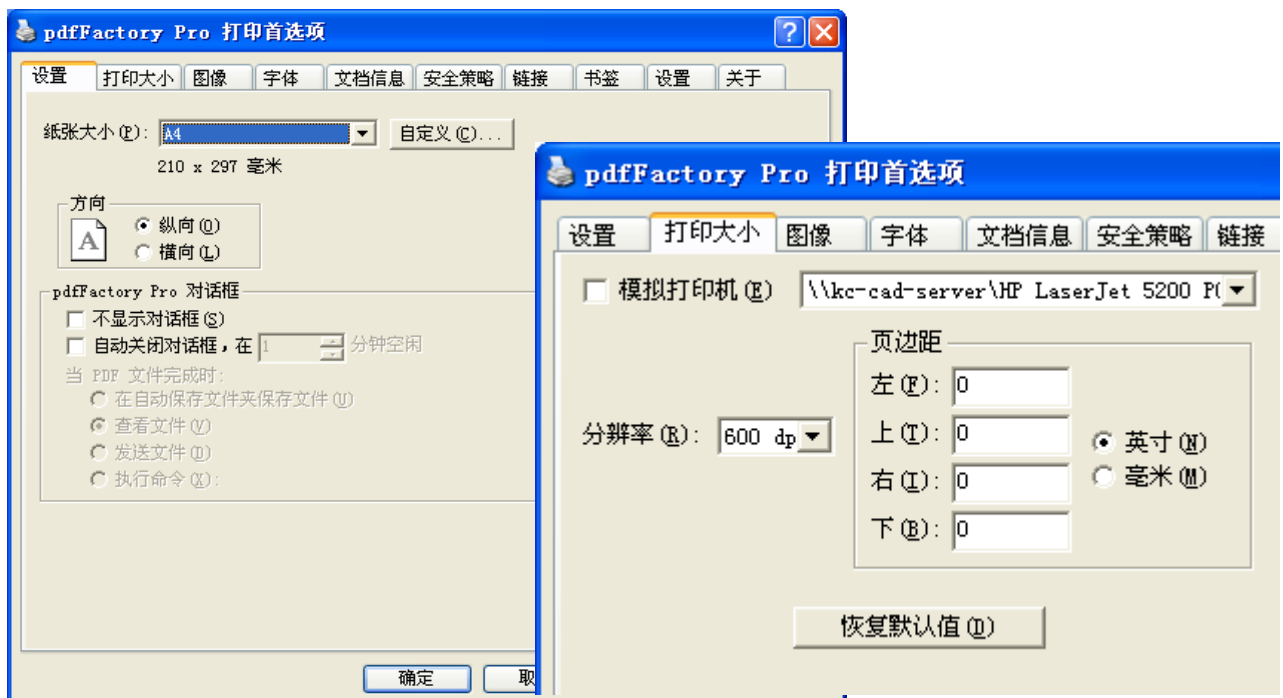 pdfFactory Pro 打印首选项
设置 打印大小 图像 字体 文档信息 安全策略 链接 书签 设置 关于
纸张大小(P): A4 自定义(C)...
210 x 297 毫米
方向
A
纵向(O)
横向(L)
pdfFactory Pro 对话框
不显示对话框(S)
自动关闭对话框，在 1 分钟空闲
当 PDF 文件完成时:
在自动保存文件夹保存文件(U)
查看文件(V)
发送文件(D)
执行命令(X):
确定 取
pdfFactory Pro 打印首选项
设置 打印大小 图像 字体 文档信息 安全策略 链接
模拟打印机(E) \\kc-cad-server\HP LaserJet 5200 P
页边距
左(F): 0
分辨率(R): 600 dp 上(T): 0 英寸(N)
右(I): 0 毫米(M)
下(B): 0
恢复默认值(D)